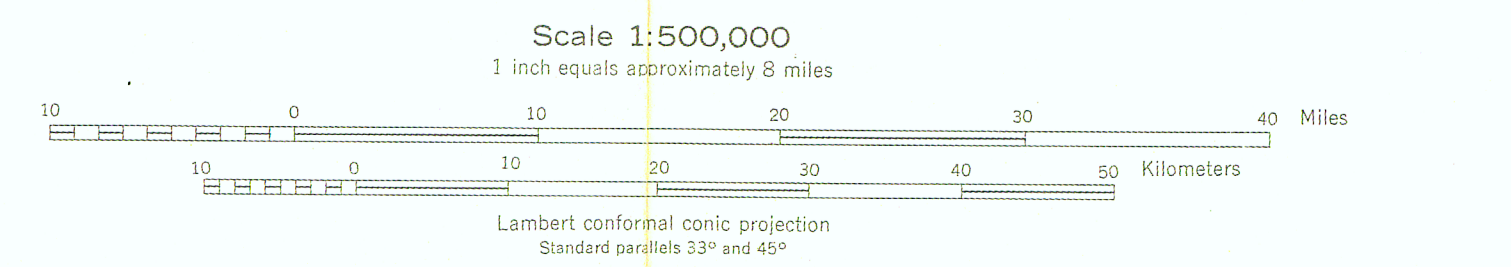 Scale 1:500,000
1 inch equals approximately 8 miles
10 0 10 20 30 40 Miles
10 0 10 20 30 40 50 Kilometers
Lambert conformal conic projection
Standard parallels 33° and 45°